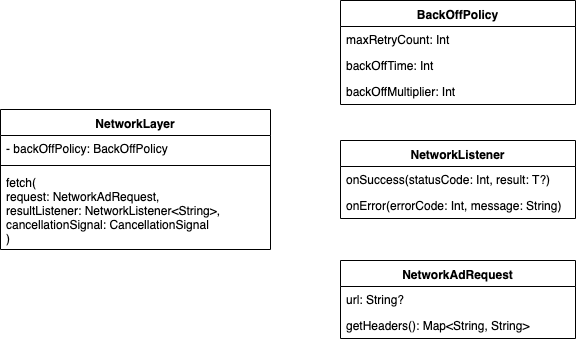 BackOffPolicy
maxRetryCount: Int
backOffTime: Int
backOffMultiplier: Int
NetworkLayer
- backOffPolicy: BackOffPolicy
fetch(
request: NetworkAdRequest,
resultListener: NetworkListener<String>,
cancellationSignal: CancellationSignal
)
NetworkListener
onSuccess(statusCode: Int, result: T?)
onError(errorCode: Int, message: String)
NetworkAdRequest
url: String?
getHeaders(): Map<String, String>